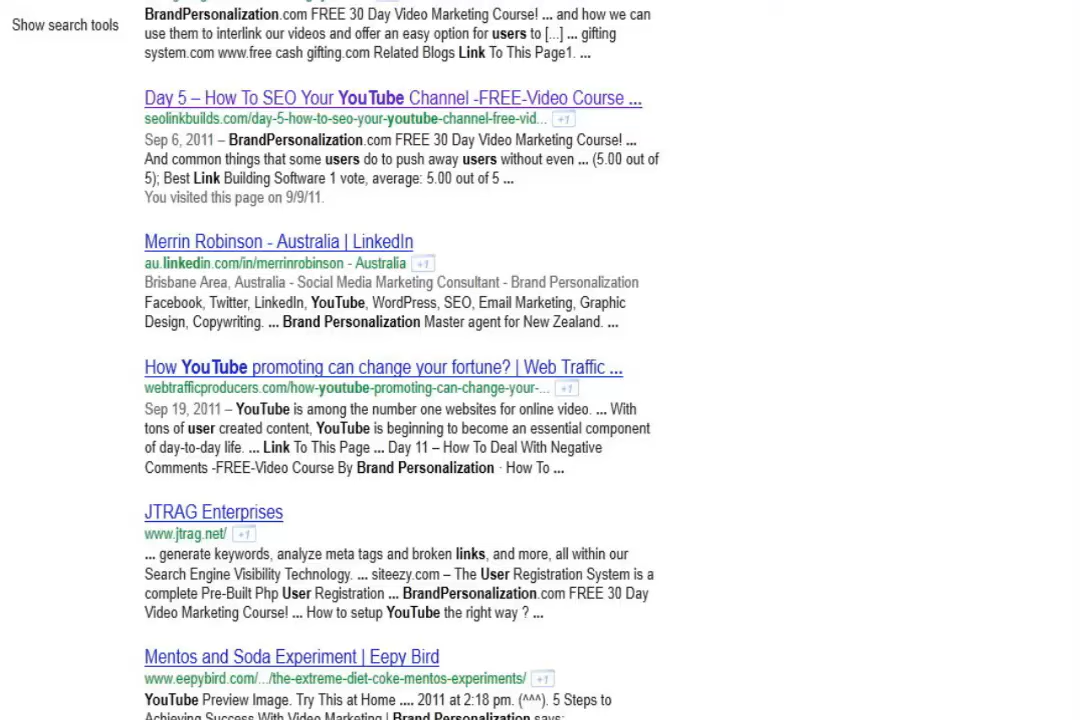 Show search tools
BrandPersonalization.com FREE 30 Day Video Marketing Course! ... and how we can
use them to interlink our videos and offer an easy option for users to [...] ... gifting
system.com www.free cash gifting.com Related Blogs Link To This Page1. ...
Day 5 – How To SEO Your YouTube Channel -FREE-Video Course ...
seolinkbuilds.com/day-5-how-to-seo-your-youtube-channel-free-vid... +1
Sep 6, 2011 – BrandPersonalization.com FREE 30 Day Video Marketing Course! ...
And common things that some users do to push away users without even ... (5.00 out of
5); Best Link Building Software 1 vote, average: 5.00 out of 5 ...
You visited this page on 9/9/11.
Merrin Robinson - Australia | LinkedIn
au.linkedin.com/in/merrinrobinson - Australia +1
Brisbane Area, Australia - Social Media Marketing Consultant - Brand Personalization
Facebook, Twitter, LinkedIn, YouTube, WordPress, SEO, Email Marketing, Graphic
Design, Copywriting. ... Brand Personalization Master agent for New Zealand. ...
How YouTube promoting can change your fortune? | Web Traffic ...
webtrafficproducers.com/how-youtube-promoting-can-change-your-... +1
Sep 19, 2011 – YouTube is among the number one websites for online video. ... With
tons of user created content, YouTube is beginning to become an essential component
of day-to-day life. ... Link To This Page ... Day 11 – How To Deal With Negative
Comments -FREE-Video Course By Brand Personalization · How To ...
JTRAG Enterprises
www.jtrag.net/ +1
... generate keywords, analyze meta tags and broken links, and more, all within our
Search Engine Visibility Technology. ... siteezy.com – The User Registration System is a
complete Pre-Built Php User Registration ... BrandPersonalization.com FREE 30 Day
Video Marketing Course! ... How to setup YouTube the right way ? ...
Mentos and Soda Experiment | Eepy Bird
www.eepybird.com/.../the-extreme-diet-coke-mentos-experiments/ +1
YouTube Preview Image. Try This at Home .... 2011 at 2:18 pm. (^^^). 5 Steps to
Achieving Success With Video Marketing | Brand Personalization says: